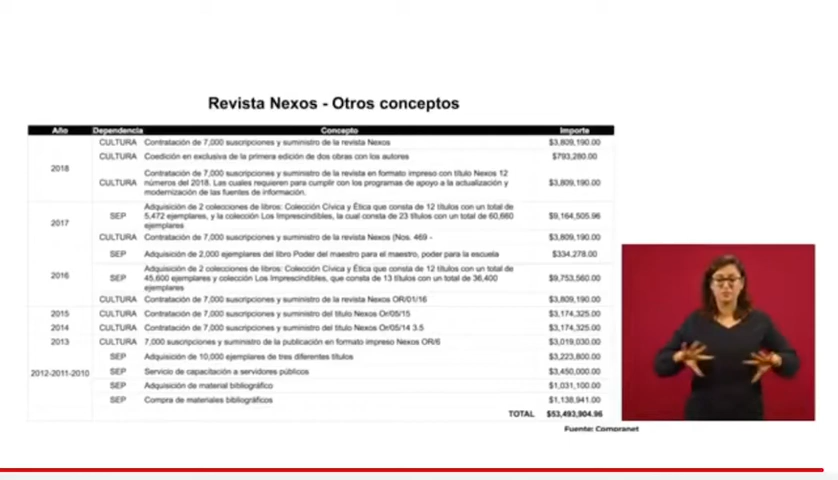 Revista Nexos - Otros conceptos
Año Dependencia Concepto Importe
2018
CULTURA Contratación de 7,000 suscripciones y suministro de la revista Nexos $3,809,190.00
CULTURA Coedición en exclusiva de la primera edición de dos obras con los autores $793,280.00
CULTURA Contratación de 7,000 suscripciones y suministro de la revista en formato impreso con título Nexos 12
números del 2018. Las cuales requieren para cumplir con los programas de apoyo a la actualización y
modernización de las fuentes de información. $3,809,190.00
2017
SEP Adquisición de 2 colecciones de libros: Colección Cívica y Ética que consta de 12 títulos con un total de
5,472 ejemplares, y la colección Los Imprescindibles, la cual consta de 23 títulos con un total de 60,660
ejemplares $9,164,505.96
CULTURA Contratación de 7,000 suscripciones y suministro de la revista Nexos (Nos. 469 - $3,809,190.00
2016
SEP Adquisición de 2,000 ejemplares del libro Poder del maestro para el maestro, poder para la escuela $334,278.00
SEP Adquisición de 2 colecciones de libros: Colección Cívica y Ética que consta de 12 títulos con un total de
45,600 ejemplares y colección Los Imprescindibles, que consta de 13 títulos con un total de 36,400
ejemplares $9,753,560.00
CULTURA Contratación de 7,000 suscripciones y suministro de la revista Nexos OR/01/16 $3,809,190.00
2015 CULTURA Contratación de 7,000 suscripciones y suministro del título Nexos Or/05/15 $3,174,325.00
2014 CULTURA Contratación de 7,000 suscripciones y suministro del título Nexos Or/05/14 3.5 $3,174,325.00
2013 CULTURA 7,000 suscripciones y suministro de la publicación en formato impreso Nexos OR/6 $3,019,030.00
2012-2011-2010
SEP Adquisición de 10,000 ejemplares de tres diferentes títulos $3,223,800.00
SEP Servicio de capacitación a servidores públicos $3,450,000.00
SEP Adquisición de material bibliográfico $1,031,100.00
SEP Compra de materiales bibliográficos $1,138,941.00
TOTAL $53,493,904.96
Fuente: Compranet